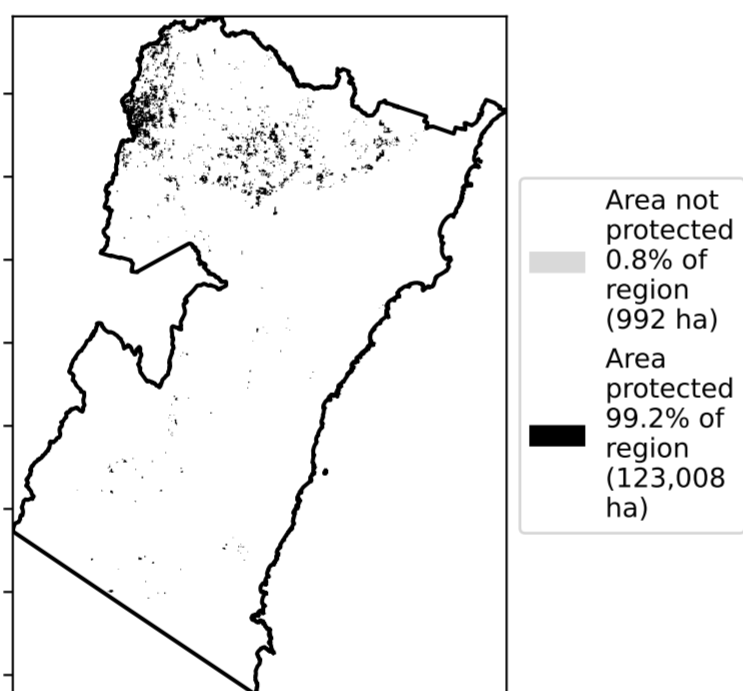 Area not
protected
0.8% of
region
(992 ha)
Area
protected
99.2% of
region
(123,008
ha)